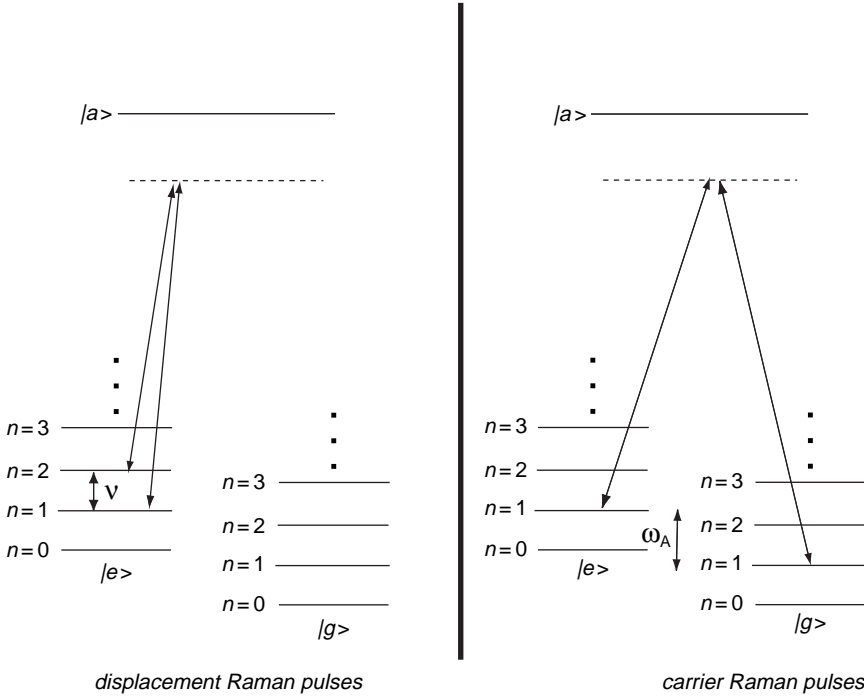 |a>
n=3
n=2
ν
n=1
n=0
|e>
n=3
n=2
n=1
n=0
|g>
displacement Raman pulses
|a>
n=3
n=2
n=1
n=0
|e>
ω_A
n=3
n=2
n=1
n=0
|g>
carrier Raman pulses